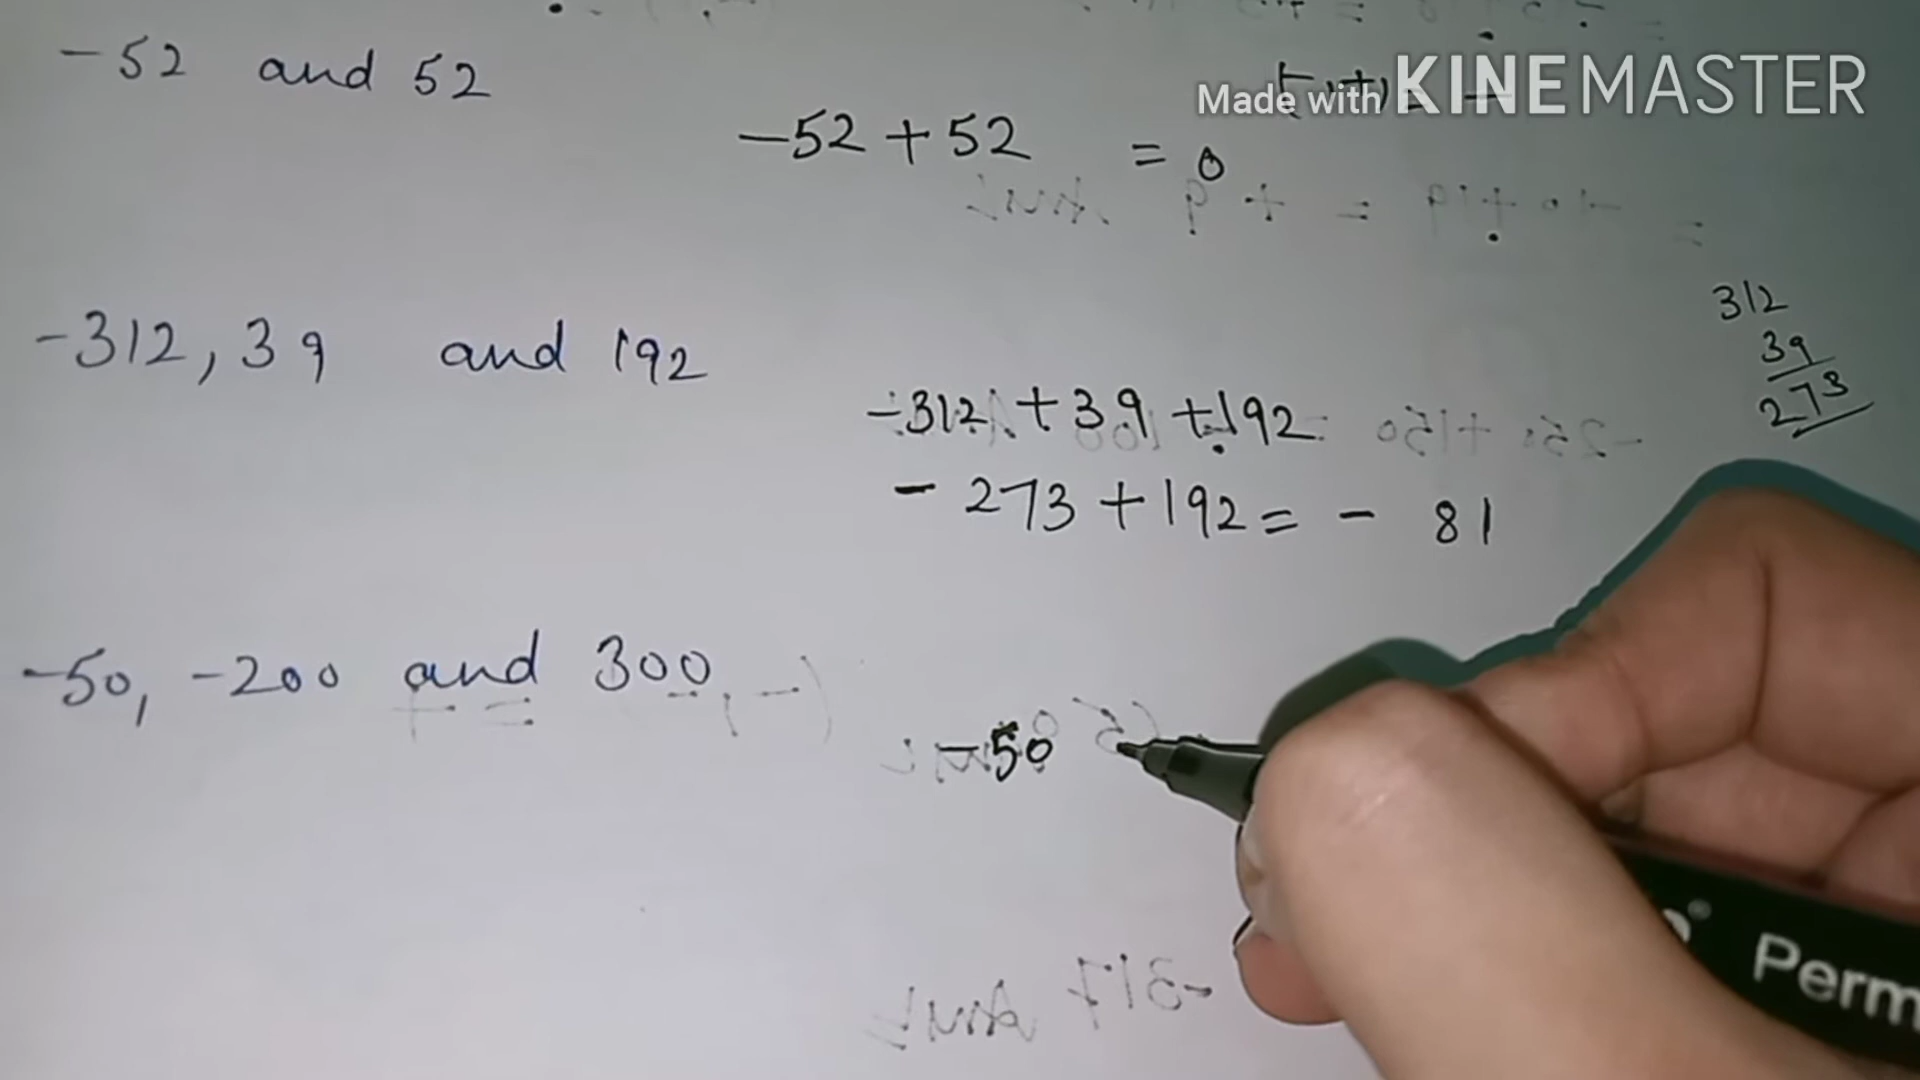 -52 and 52
Made with KINEMASTER
-52 + 52 = 0
312
39
273
-312, 39 and 192
-312 + 39 + 192
- 273 + 192 = - 81
-50, -200 and 300
-50
Perm